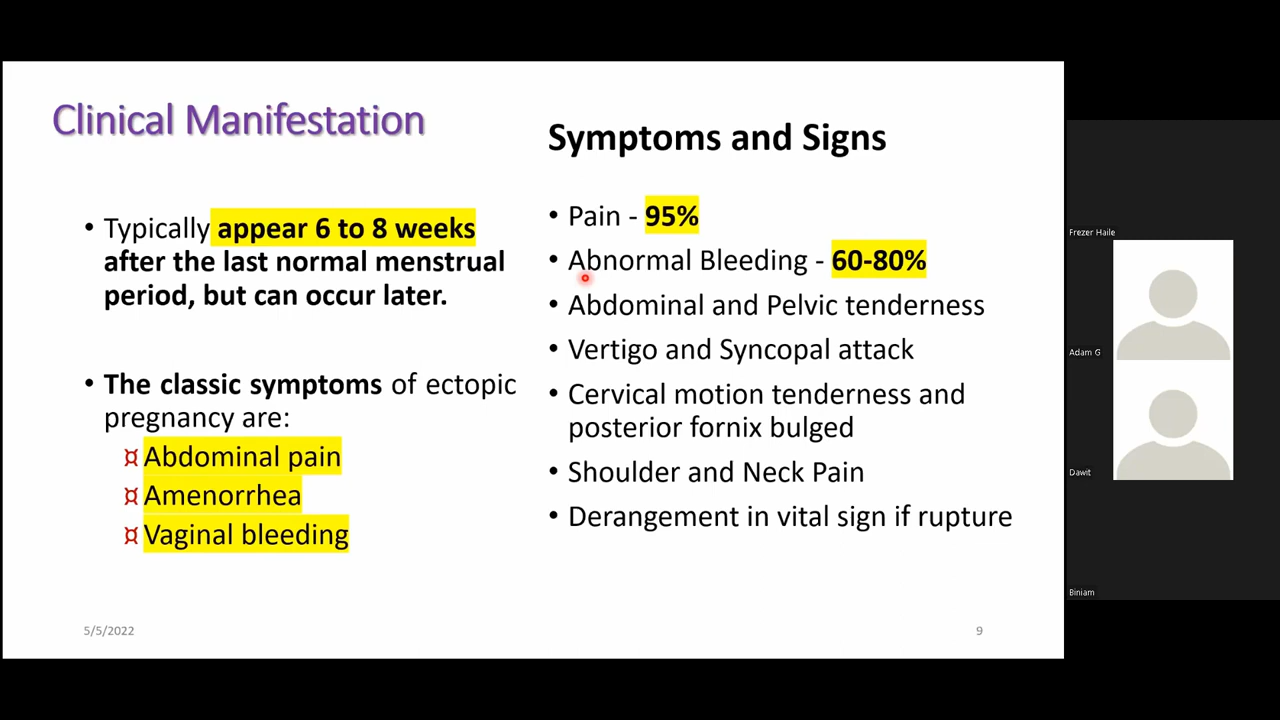 Clinical Manifestation
• Typically appear 6 to 8 weeks
after the last normal menstrual
period, but can occur later.
• The classic symptoms of ectopic
pregnancy are:
¤ Abdominal pain
¤ Amenorrhea
¤ Vaginal bleeding
Symptoms and Signs
• Pain - 95%
• Abnormal Bleeding - 60-80%
• Abdominal and Pelvic tenderness
• Vertigo and Syncopal attack
• Cervical motion tenderness and
posterior fornix bulged
• Shoulder and Neck Pain
• Derangement in vital sign if rupture
5/5/2022
9
Frezer Haile
Adam G
Dawit
Biniam